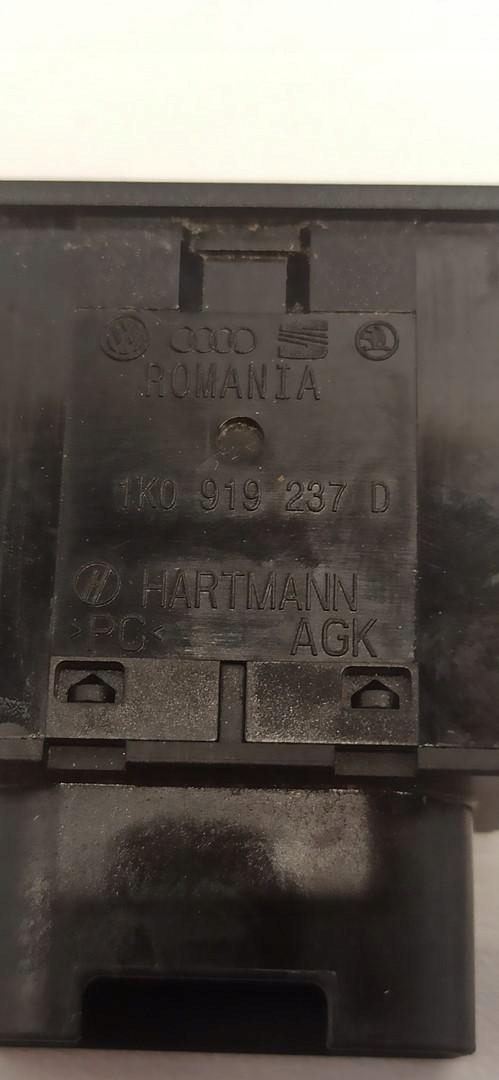 ROMANIA
1K0 919 237 D
H HARTMANN
>PC< AGK